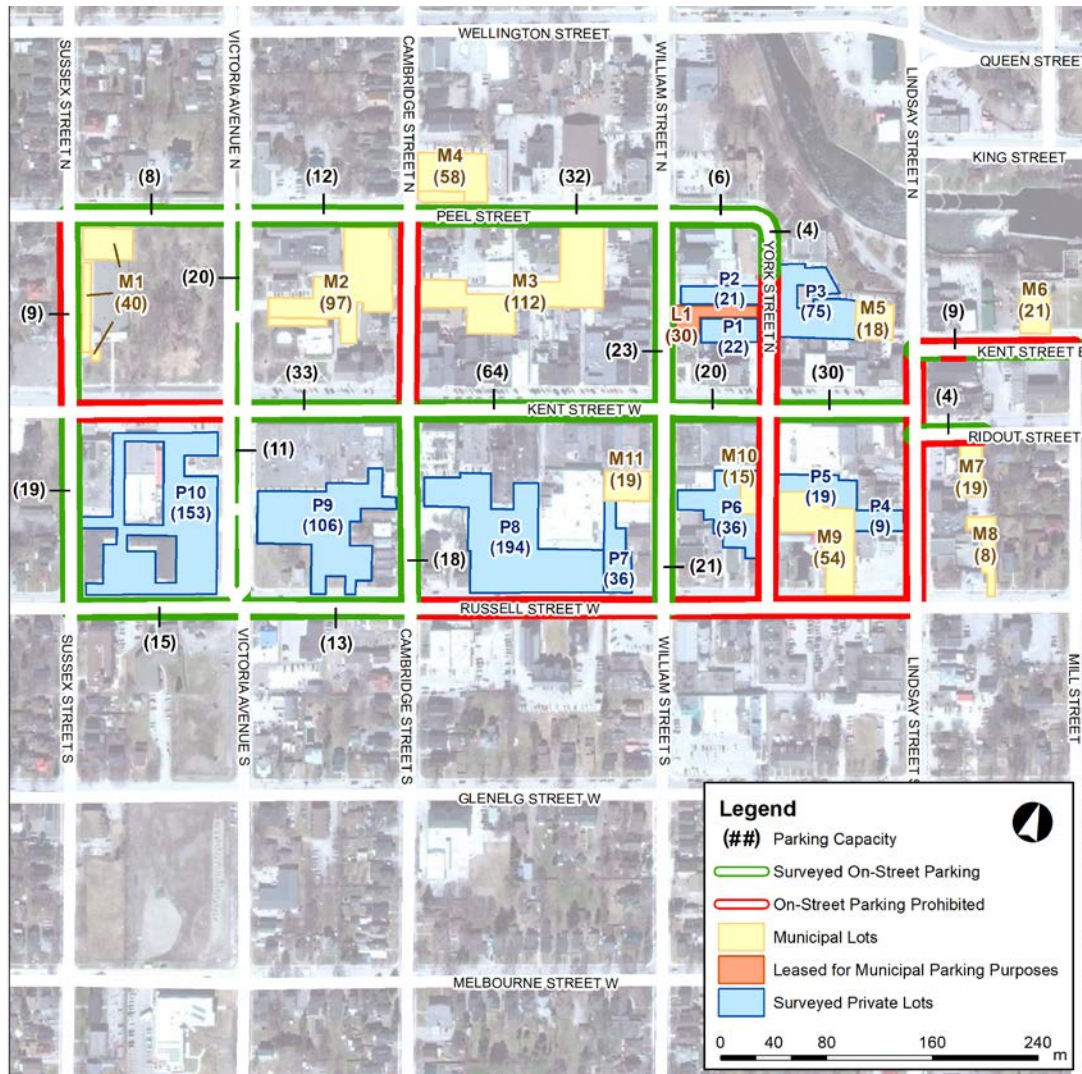 WELLINGTON STREET
SUSSEX STREET N
VICTORIA AVENUE N
CAMBRIDGE STREET N
WILLIAM STREET N
LINDSAY STREET N
QUEEN STREET
KING STREET
M4
(58)
(8)
(12)
(32)
(6)
PEEL STREET
(4)
YORK STREET N
M1
(40)
(20)
M2
(97)
M3
(112)
P2
(21)
P3
(75)
L1
(30)
P1
(22)
M5
(18)
M6
(21)
(9)
(9)
(23)
KENT STREET E
(33)
(64)
(20)
(30)
(4)
KENT STREET W
RIDOUT STREET
(19)
(11)
P10
(153)
P9
(106)
P8
(194)
M11
(19)
M10
(15)
P6
(36)
P5
(19)
P4
(9)
M7
(19)
M9
(54)
M8
(8)
P7
(36)
(18)
(21)
RUSSELL STREET W
(15)
(13)
SUSSEX STREET S
VICTORIA AVENUE S
CAMBRIDGE STREET S
WILLIAM STREET S
LINDSAY STREET S
MILL STREET
GLENELG STREET W
MELBOURNE STREET W
Legend
(##) Parking Capacity
Surveyed On-Street Parking
On-Street Parking Prohibited
Municipal Lots
Leased for Municipal Parking Purposes
Surveyed Private Lots
0 40 80 160 240
m